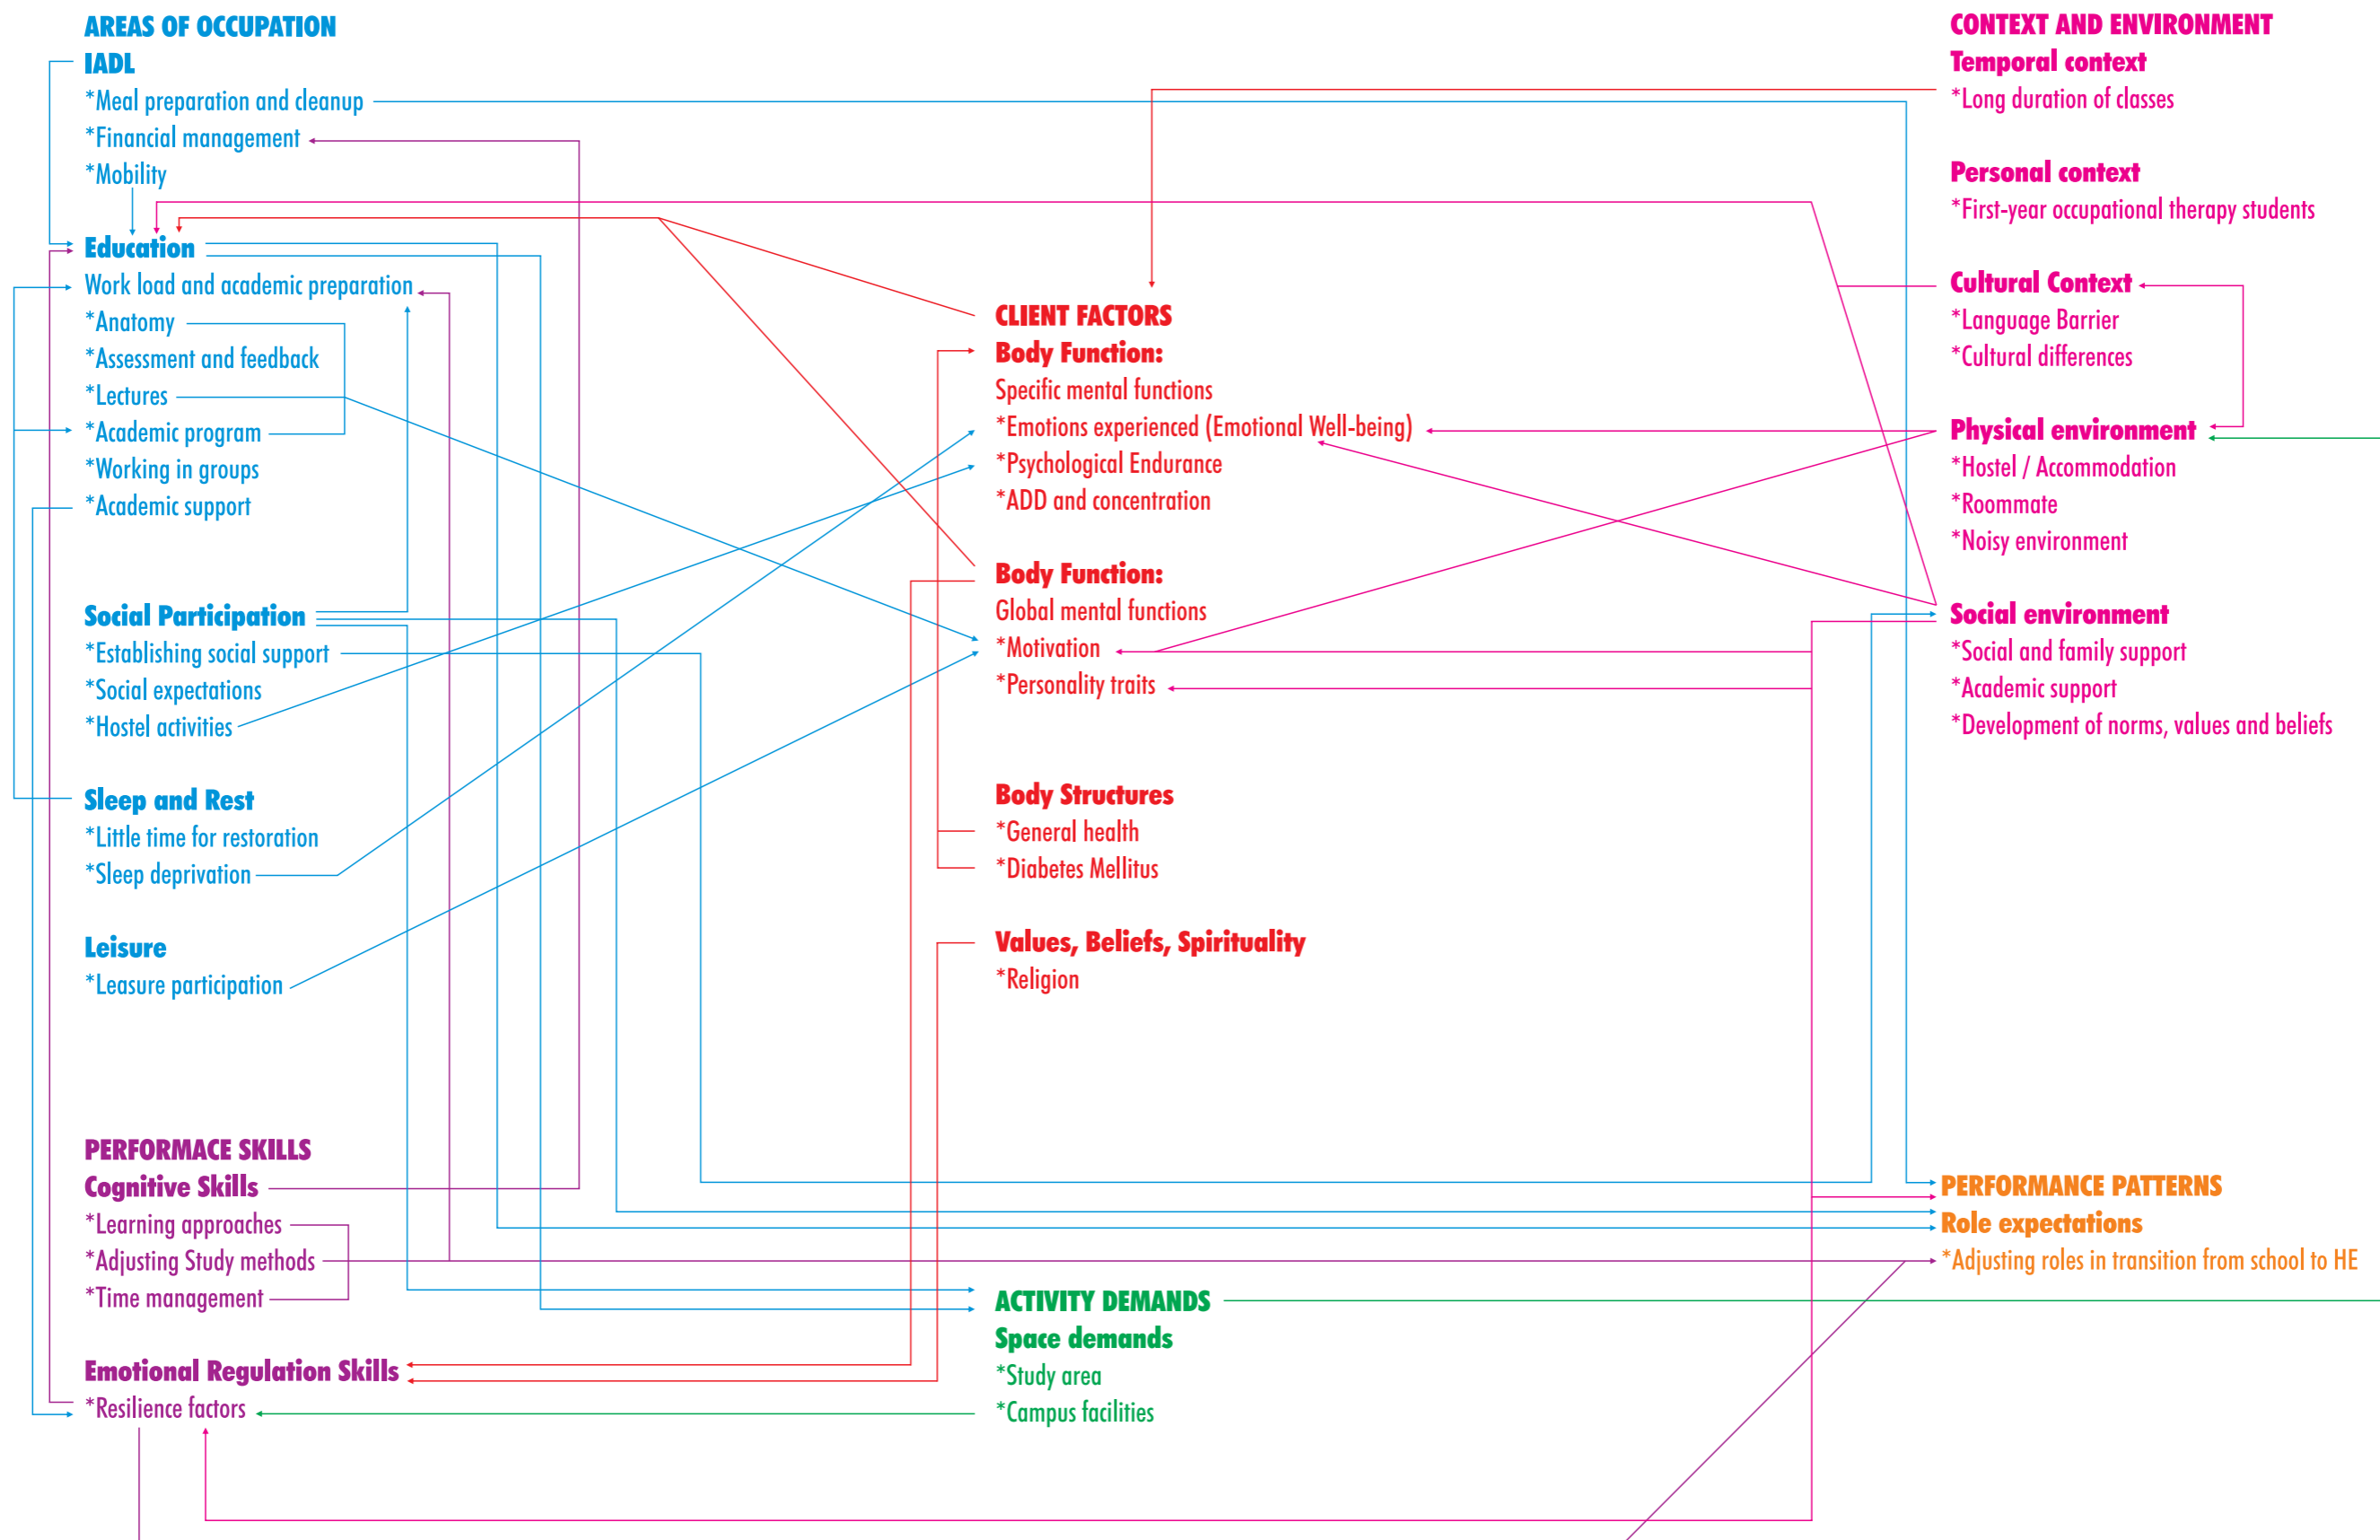 AREAS OF OCCUPATION
IADL
*Meal preparation and cleanup
*Financial management
*Mobility
Education
Work load and academic preparation
*Anatomy
*Assessment and feedback
*Lectures
*Academic program
*Working in groups
*Academic support
Social Participation
*Establishing social support
*Social expectations
*Hostel activities
Sleep and Rest
*Little time for restoration
*Sleep deprivation
Leisure
*Leasure participation
PERFORMACE SKILLS
Cognitive Skills
*Learning approaches
*Adjusting Study methods
*Time management
Emotional Regulation Skills
*Resilience factors
CLIENT FACTORS
Body Function:
Specific mental functions
*Emotions experienced (Emotional Well-being)
*Psychological Endurance
*ADD and concentration
Body Function:
Global mental functions
*Motivation
*Personality traits
Body Structures
*General health
*Diabetes Mellitus
Values, Beliefs, Spirituality
*Religion
ACTIVITY DEMANDS
Space demands
*Study area
*Campus facilities
CONTEXT AND ENVIRONMENT
Temporal context
*Long duration of classes
Personal context
*First-year occupational therapy students
Cultural Context
*Language Barrier
*Cultural differences
Physical environment
*Hostel / Accommodation
*Roommate
*Noisy environment
Social environment
*Social and family support
*Academic support
*Development of norms, values and beliefs
PERFORMANCE PATTERNS
Role expectations
*Adjusting roles in transition from school to HE